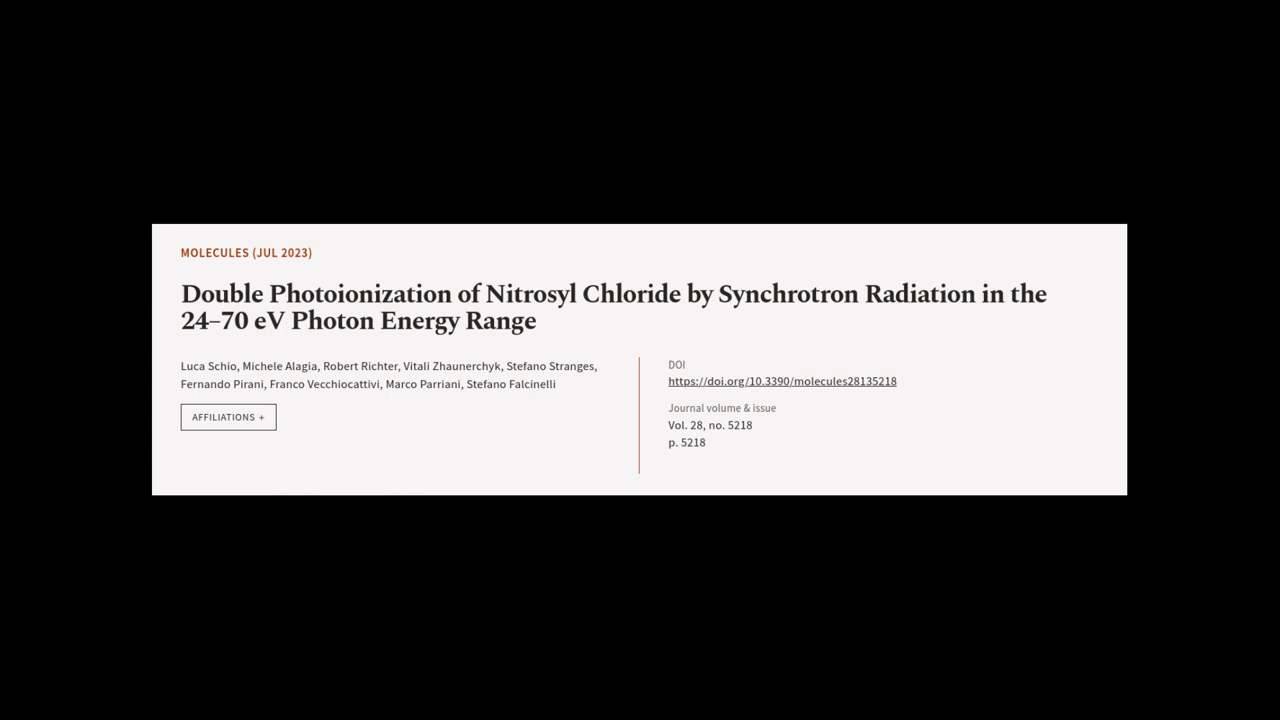 MOLECULES (JUL 2023)
Double Photoionization of Nitrosyl Chloride by Synchrotron Radiation in the
24–70 eV Photon Energy Range
Luca Schio, Michele Alagia, Robert Richter, Vitali Zhaunerchyk, Stefano Stranges,
Fernando Pirani, Franco Vecchiocattivi, Marco Parriani, Stefano Falcinelli
AFFILIATIONS +
DOI
https://doi.org/10.3390/molecules28135218
Journal volume & issue
Vol. 28, no. 5218
p. 5218